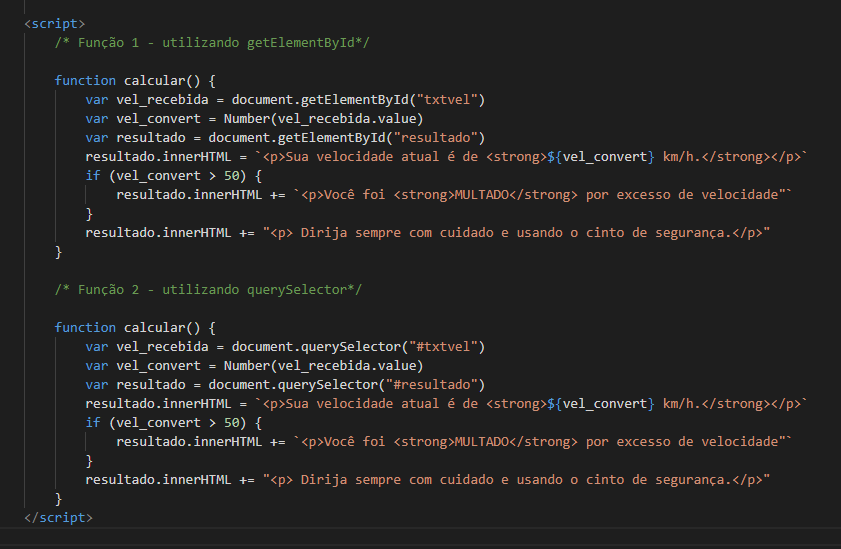 <script>
/* Função 1 - utilizando getElementById*/
function calcular() {
var vel_recebida = document.getElementById("txtvel")
var vel_convert = Number(vel_recebida.value)
var resultado = document.getElementById("resultado")
resultado.innerHTML = `<p>Sua velocidade atual é de <strong>${vel_convert} km/h.</strong></p>`
if (vel_convert > 50) {
resultado.innerHTML += `<p>Você foi <strong>MULTADO</strong> por excesso de velocidade"`
}
resultado.innerHTML += "<p> Dirija sempre com cuidado e usando o cinto de segurança.</p>"
}
/* Função 2 - utilizando querySelector*/
function calcular() {
var vel_recebida = document.querySelector("#txtvel")
var vel_convert = Number(vel_recebida.value)
var resultado = document.querySelector("#resultado")
resultado.innerHTML = `<p>Sua velocidade atual é de <strong>${vel_convert} km/h.</strong></p>`
if (vel_convert > 50) {
resultado.innerHTML += `<p>Você foi <strong>MULTADO</strong> por excesso de velocidade"`
}
resultado.innerHTML += "<p> Dirija sempre com cuidado e usando o cinto de segurança.</p>"
}
</script>